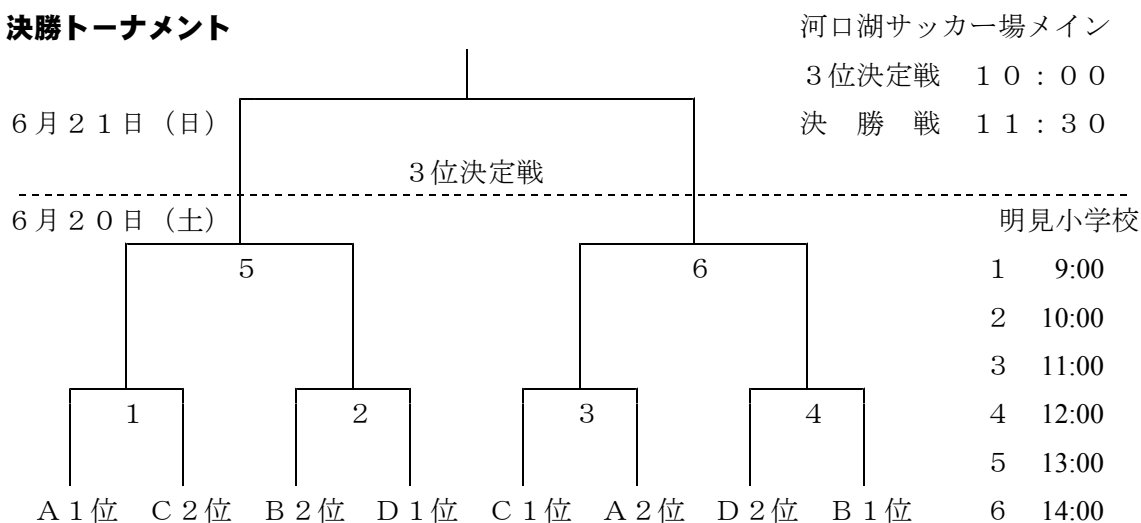 決勝トーナメント
河口湖サッカー場メイン
３位決定戦　１０：００
６月２１日（日）
決　勝　戦　１１：３０
３位決定戦
６月２０日（土）
明見小学校
５
６
１　9:00
２　10:00
３　11:00
１
２
３
４
４　12:00
５　13:00
Ａ１位　Ｃ２位　Ｂ２位　Ｄ１位　Ｃ１位　Ａ２位　Ｄ２位　Ｂ１位
６　14:00